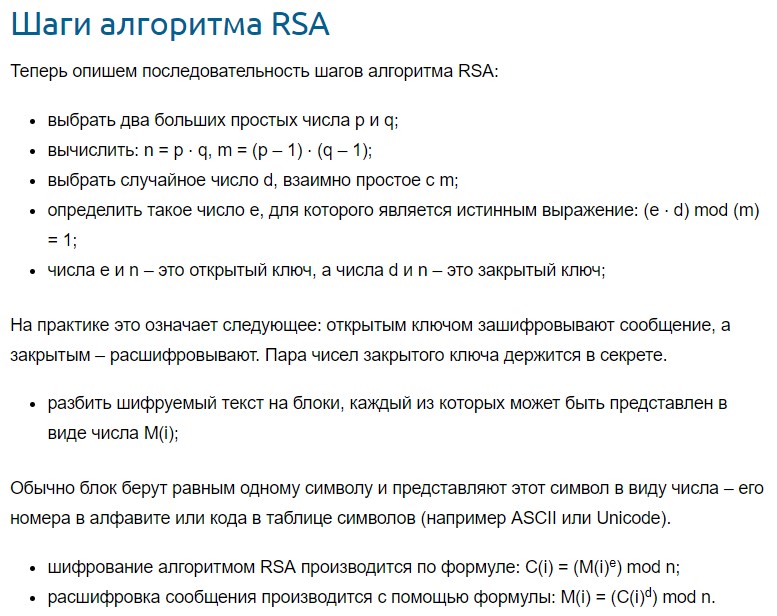 Шаги алгоритма RSA
Теперь опишем последовательность шагов алгоритма RSA:
• выбрать два больших простых числа p и q;
• вычислить: n = p ⋅ q, m = (p – 1) ⋅ (q – 1);
• выбрать случайное число d, взаимно простое с m;
• определить такое число e, для которого является истинным выражение: (e ⋅ d) mod (m)
= 1;
• числа e и n – это открытый ключ, а числа d и n – это закрытый ключ;
На практике это означает следующее: открытым ключом зашифровывают сообщение, а
закрытым – расшифровывают. Пара чисел закрытого ключа держится в секрете.
• разбить шифруемый текст на блоки, каждый из которых может быть представлен в
виде числа M(i);
Обычно блок берут равным одному символу и представляют этот символ в виду числа – его
номера в алфавите или кода в таблице символов (например ASCII или Unicode).
• шифрование алгоритмом RSA производится по формуле: C(i) = (M(i)ᵉ) mod n;
• расшифровка сообщения производится с помощью формулы: M(i) = (C(i)ᵈ) mod n.